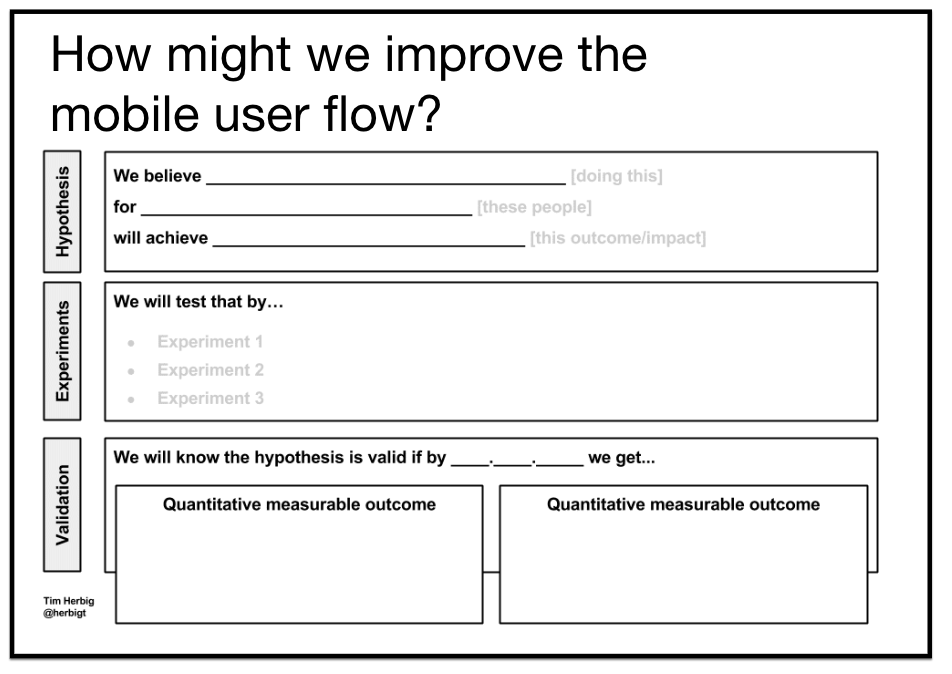 How might we improve the
mobile user flow?
Hypothesis
We believe ______________________________________ [doing this]
for ___________________________________ [these people]
will achieve _________________________________ [this outcome/impact]
Experiments
We will test that by…
• Experiment 1
• Experiment 2
• Experiment 3
Validation
We will know the hypothesis is valid if by ____.____._____ we get...
Quantitative measurable outcome
Quantitative measurable outcome
Tim Herbig
@herbigt